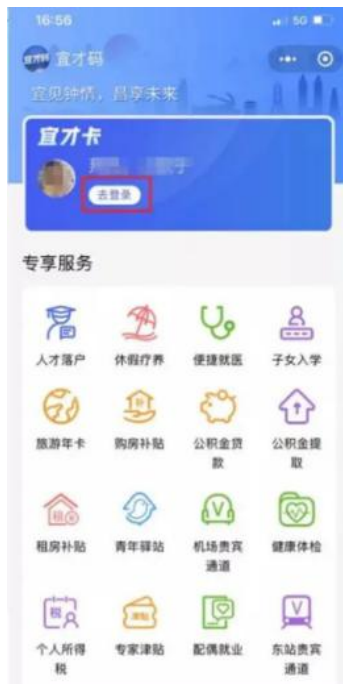 16:56
5G
宜才码
宜见钟情，昌享未来
宜才卡
去登录
专享服务
人才落户
休假疗养
便捷就医
子女入学
旅游年卡
购房补贴
公积金贷
款
公积金提
取
租房补贴
青年驿站
机场贵宾
通道
健康体检
个人所得
税
专家津贴
配偶就业
东站贵宾
通道